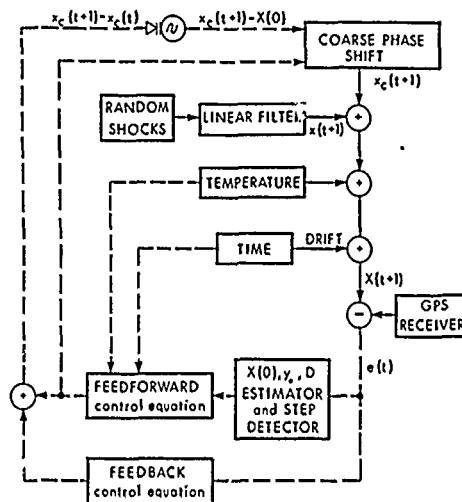 x_c(t+1)-x_c(t)
x_c(t+1)-X(0)
COARSE PHASE
SHIFT
x_c(t+1)
RANDOM
SHOCKS
LINEAR FILTER
x(t+1)
+
TEMPERATURE
+
TIME
DRIFT
+
X(t+1)
−
GPS
RECEIVER
e(t)
X(0), y_o, D
ESTIMATOR
and STEP
DETECTOR
FEEDFORWARD
control equation
+
FEEDBACK
control equation